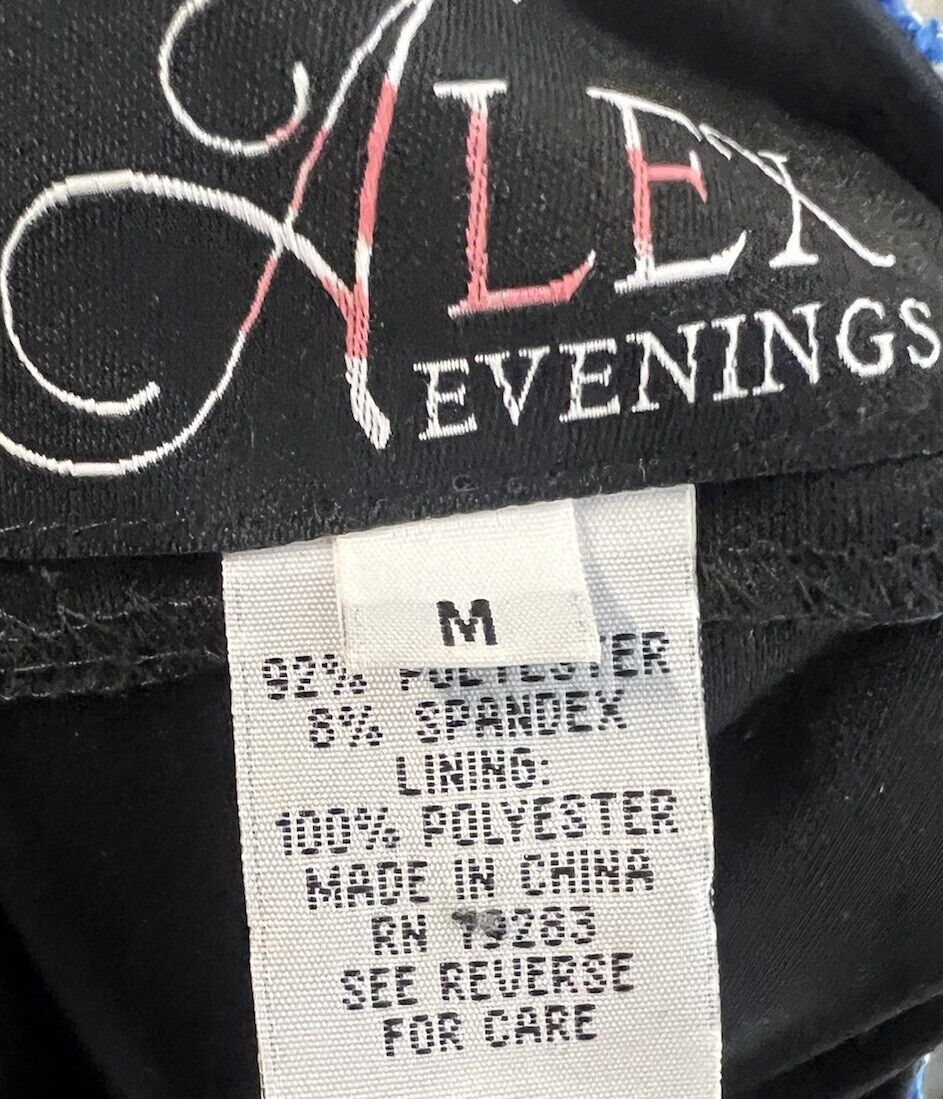 ALEX
EVENINGS
M
92% POLYESTER
8% SPANDEX
LINING:
100% POLYESTER
MADE IN CHINA
RN
SEE REVERSE
FOR CARE